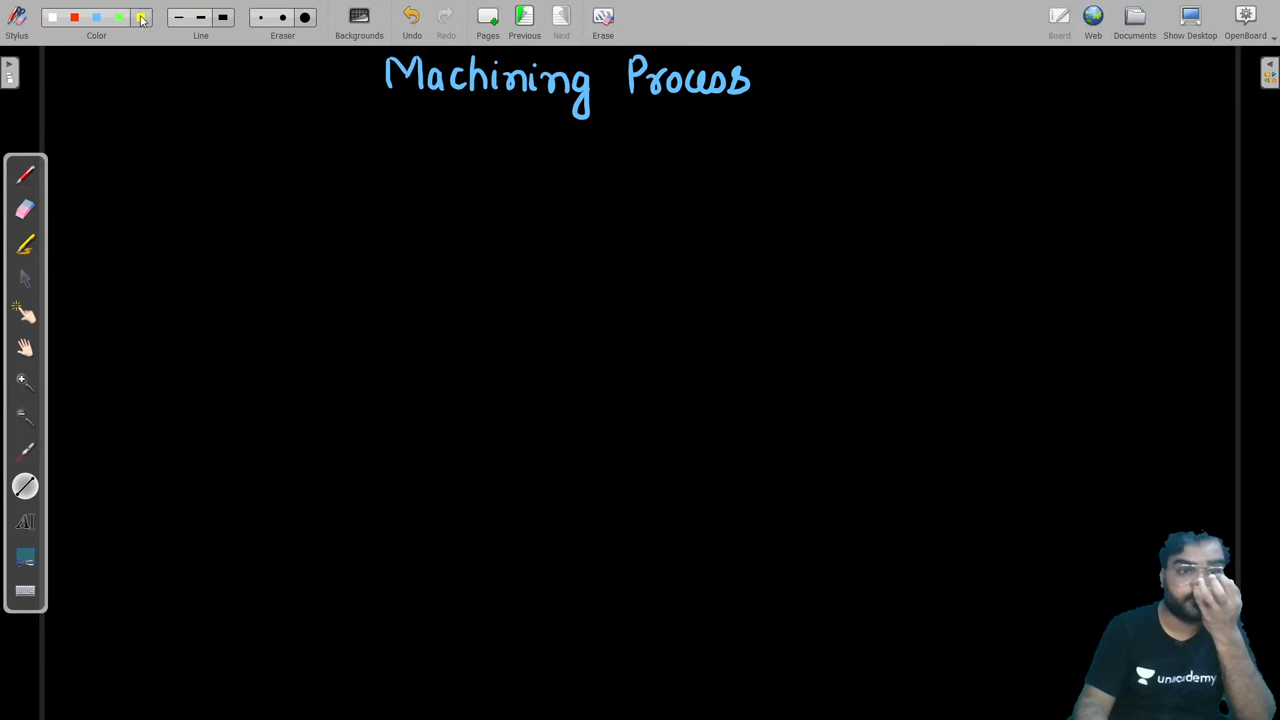 Stylus
Color
Line
Eraser
Backgrounds
Undo
Redo
Pages
Previous
Next
Erase
Board
Web
Documents
Show Desktop
OpenBoard
Machining Process
AI
unacademy